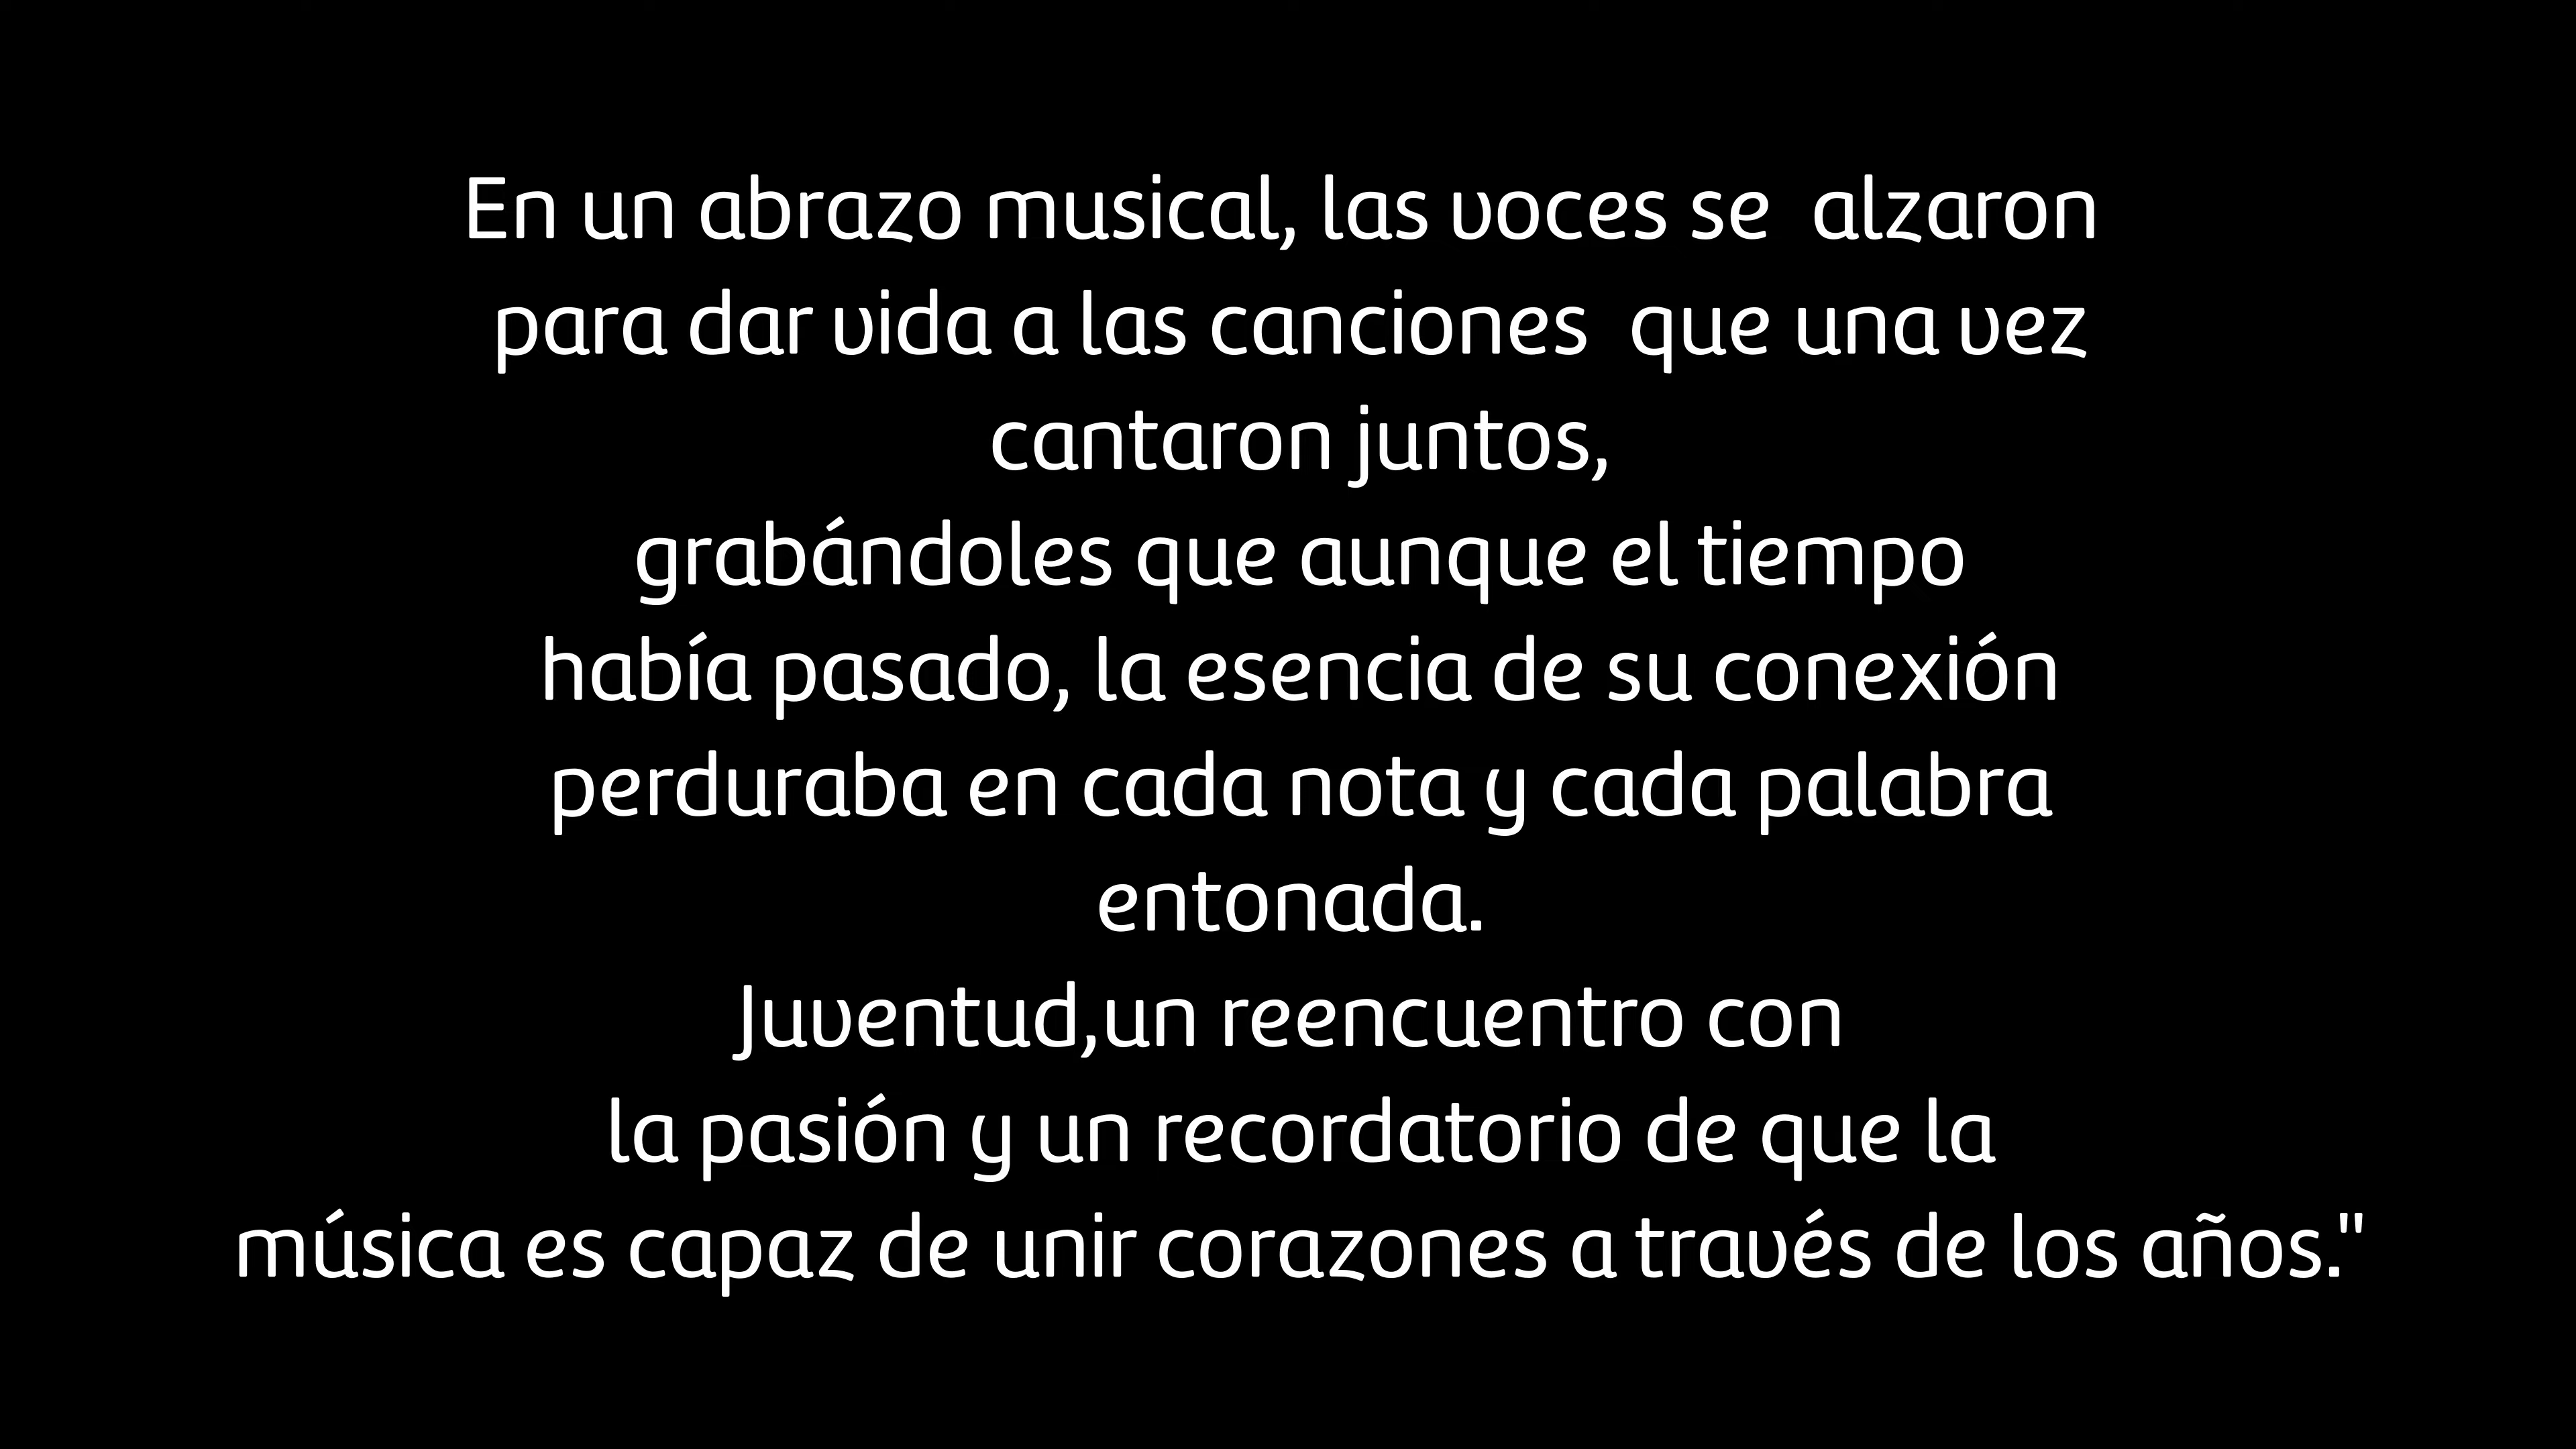 En un abrazo musical, las voces se  alzaron
para dar vida a las canciones  que una vez
cantaron juntos,
grabándoles que aunque el tiempo
había pasado, la esencia de su conexión
perduraba en cada nota y cada palabra
entonada.
Juventud,un reencuentro con
la pasión y un recordatorio de que la
música es capaz de unir corazones a través de los años."